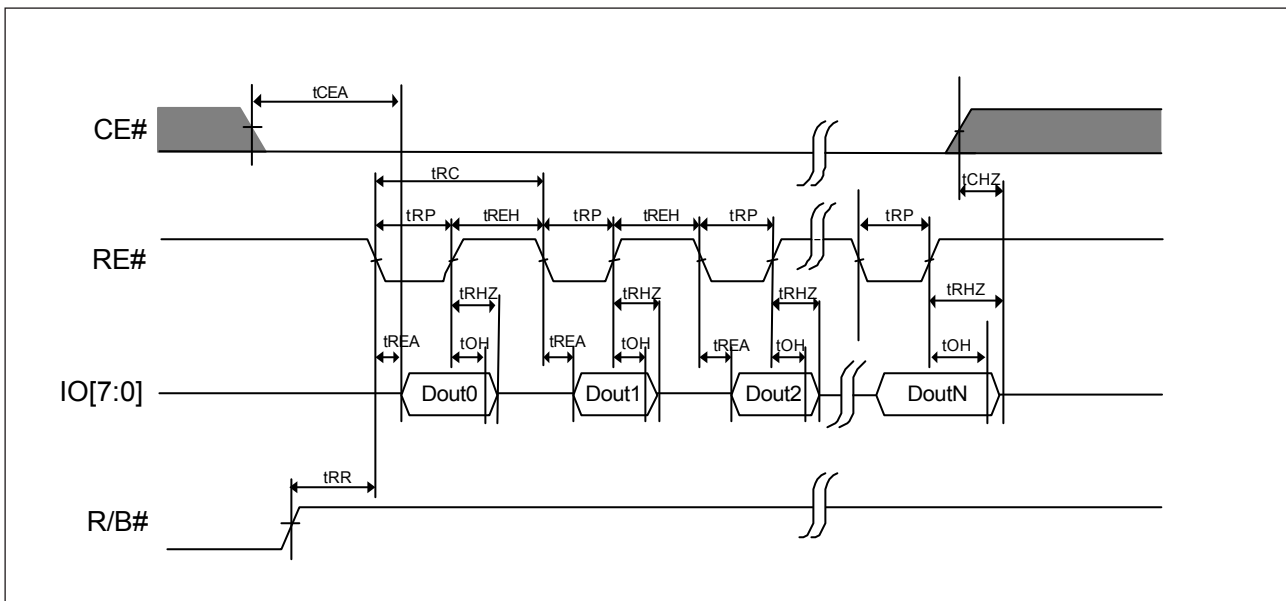 tCEA
CE#
tCHZ
tRC
tRP tREH tRP tREH tRP tRP
RE#
tRHZ tRHZ tRHZ tRHZ
tREA tOH tREA tOH tREA tOH tOH
IO[7:0] Dout0 Dout1 Dout2 DoutN
tRR
R/B#